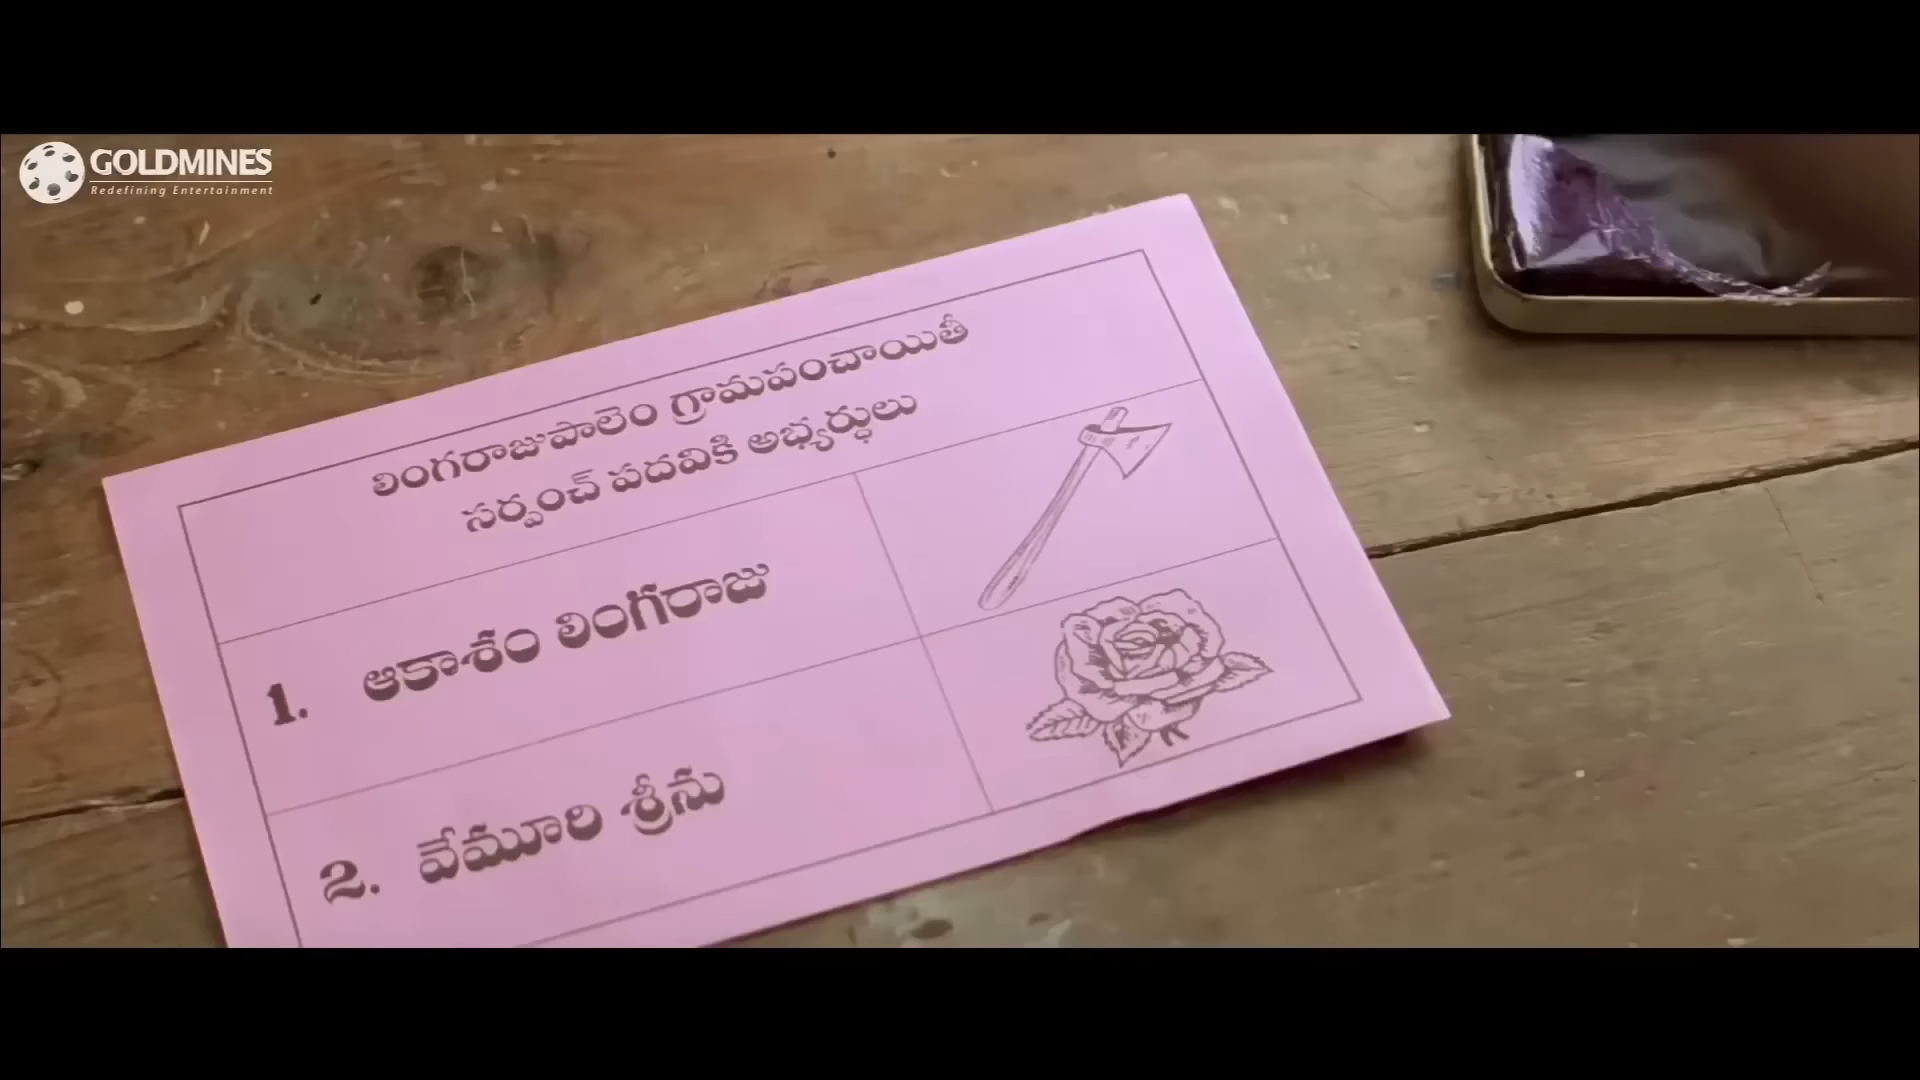 GOLDMINES
Redefining Entertainment
లింగరాజుపాలెం గ్రామపంచాయితీ
సర్పంచ్ పదవికి అభ్యర్థులు
1. ఆకాశం లింగరాజు
2. వేమూరి శ్రీను